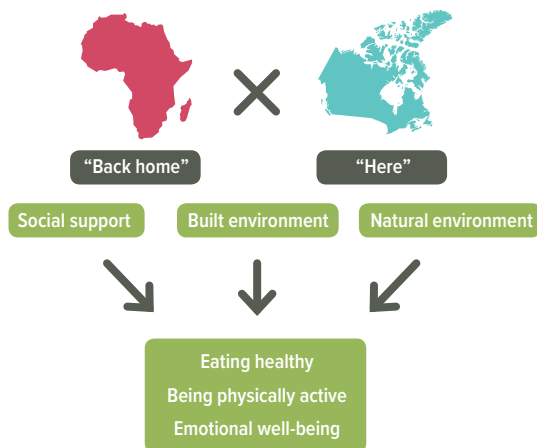 “Back home”
“Here”
Social support
Built environment
Natural environment
Eating healthy
Being physically active
Emotional well-being